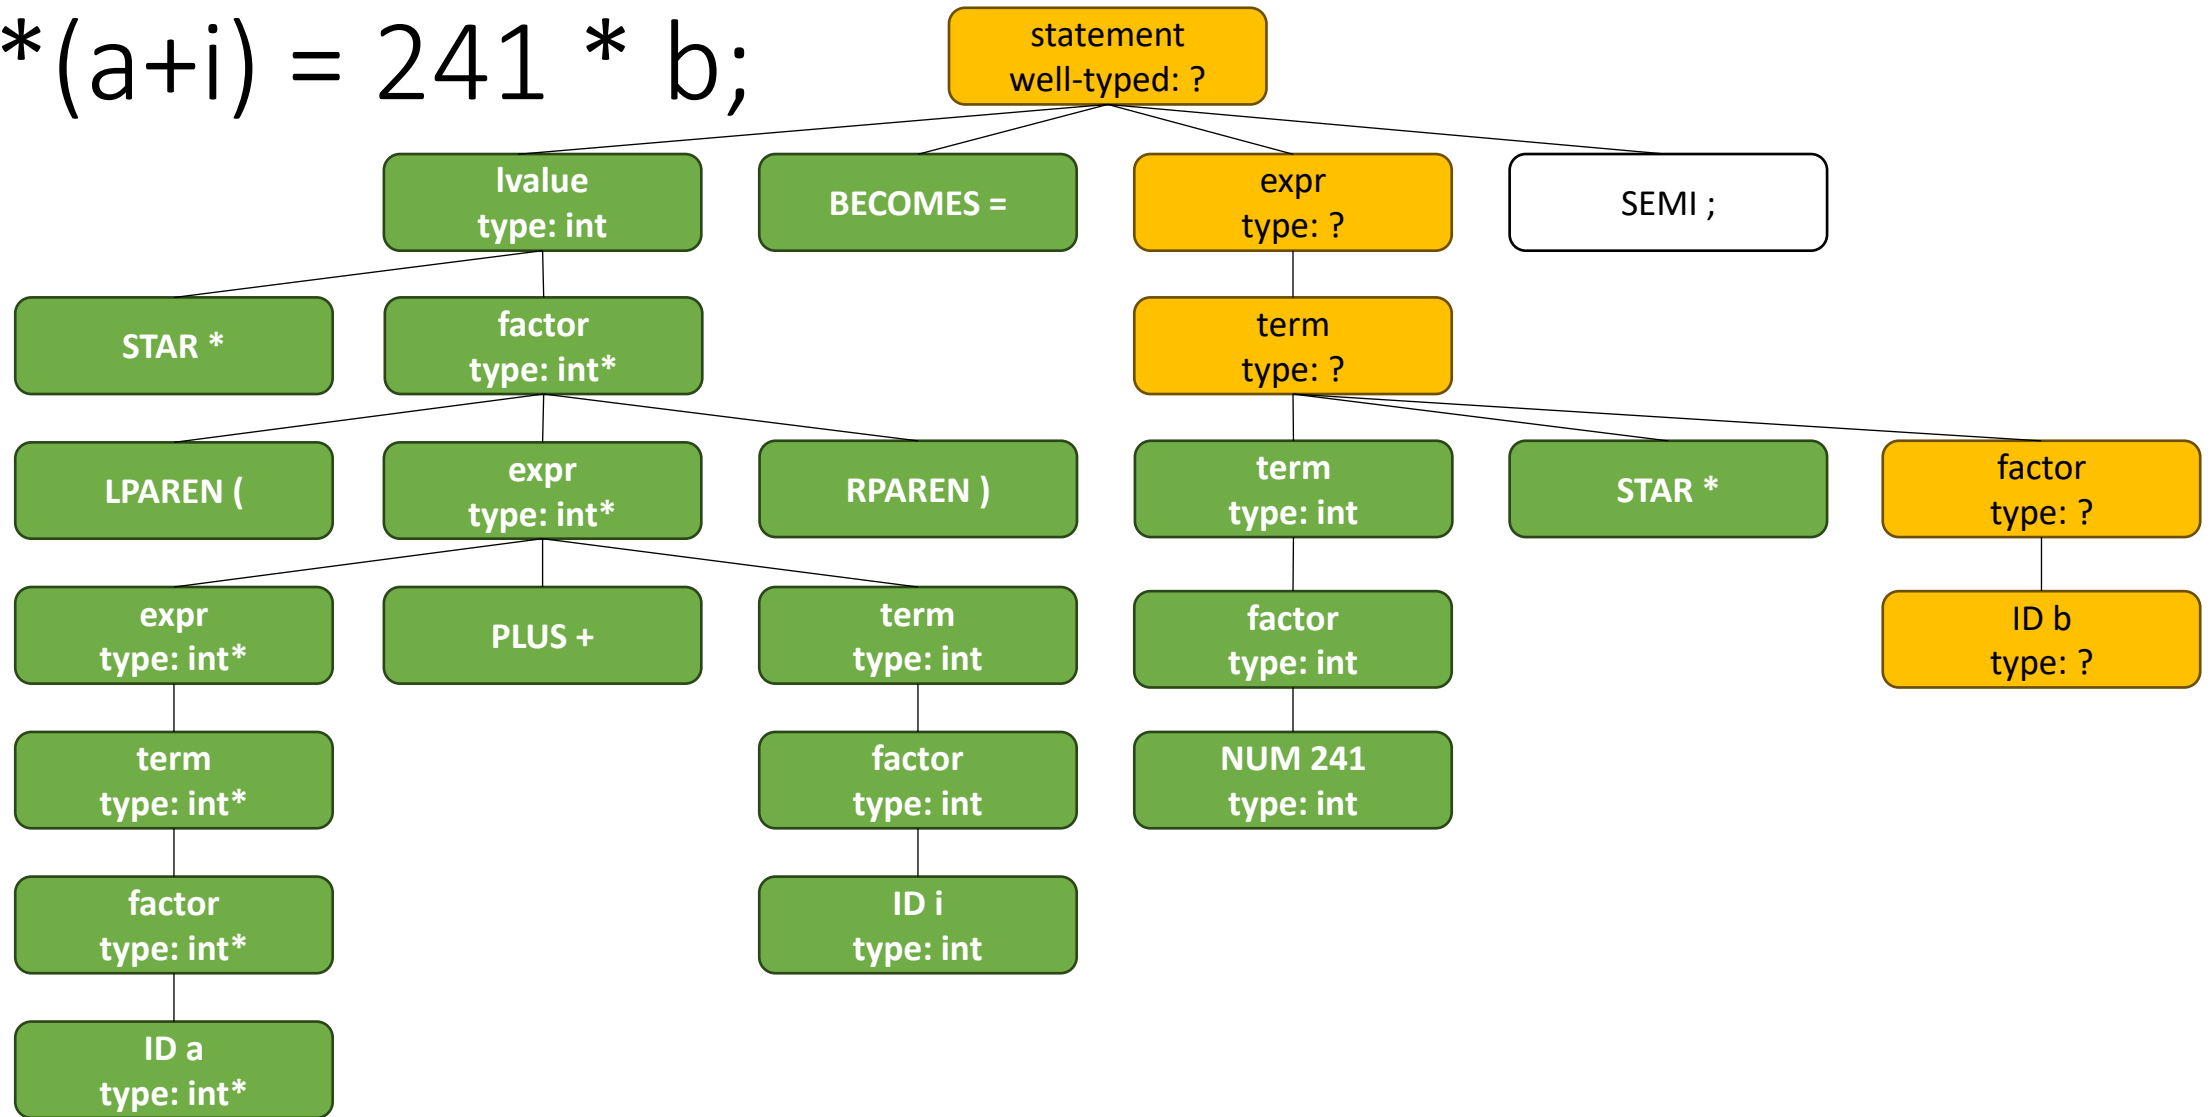 *(a+i) = 241 * b;
statement
well-typed: ?
lvalue
type: int
BECOMES =
expr
type: ?
SEMI ;
STAR *
factor
type: int*
term
type: ?
LPAREN (
expr
type: int*
RPAREN )
term
type: int
STAR *
factor
type: ?
expr
type: int*
PLUS +
term
type: int
factor
type: int
ID b
type: ?
term
type: int*
factor
type: int
NUM 241
type: int
factor
type: int*
ID i
type: int
ID a
type: int*